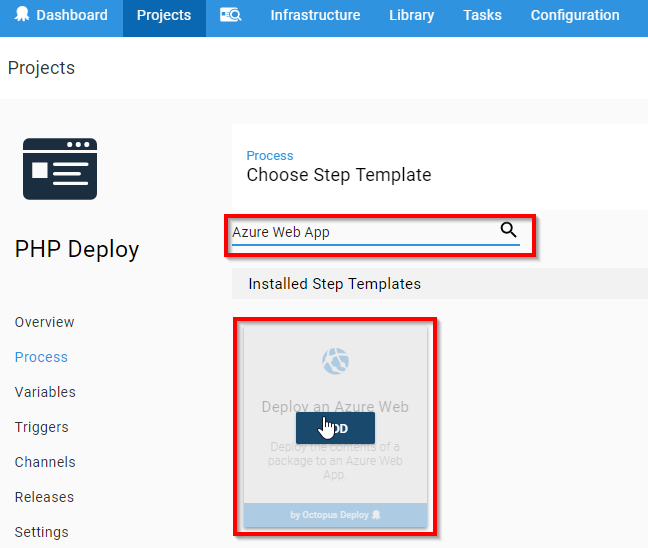 Dashboard Projects Infrastructure Library Tasks Configuration
Projects
Process
Choose Step Template
PHP Deploy
Azure Web App
Installed Step Templates
Overview
Process
Variables
Triggers
Channels
Releases
Settings
Deploy an Azure Web
Deploy the contents of a
package to an Azure Web
App.
by Octopus Deploy